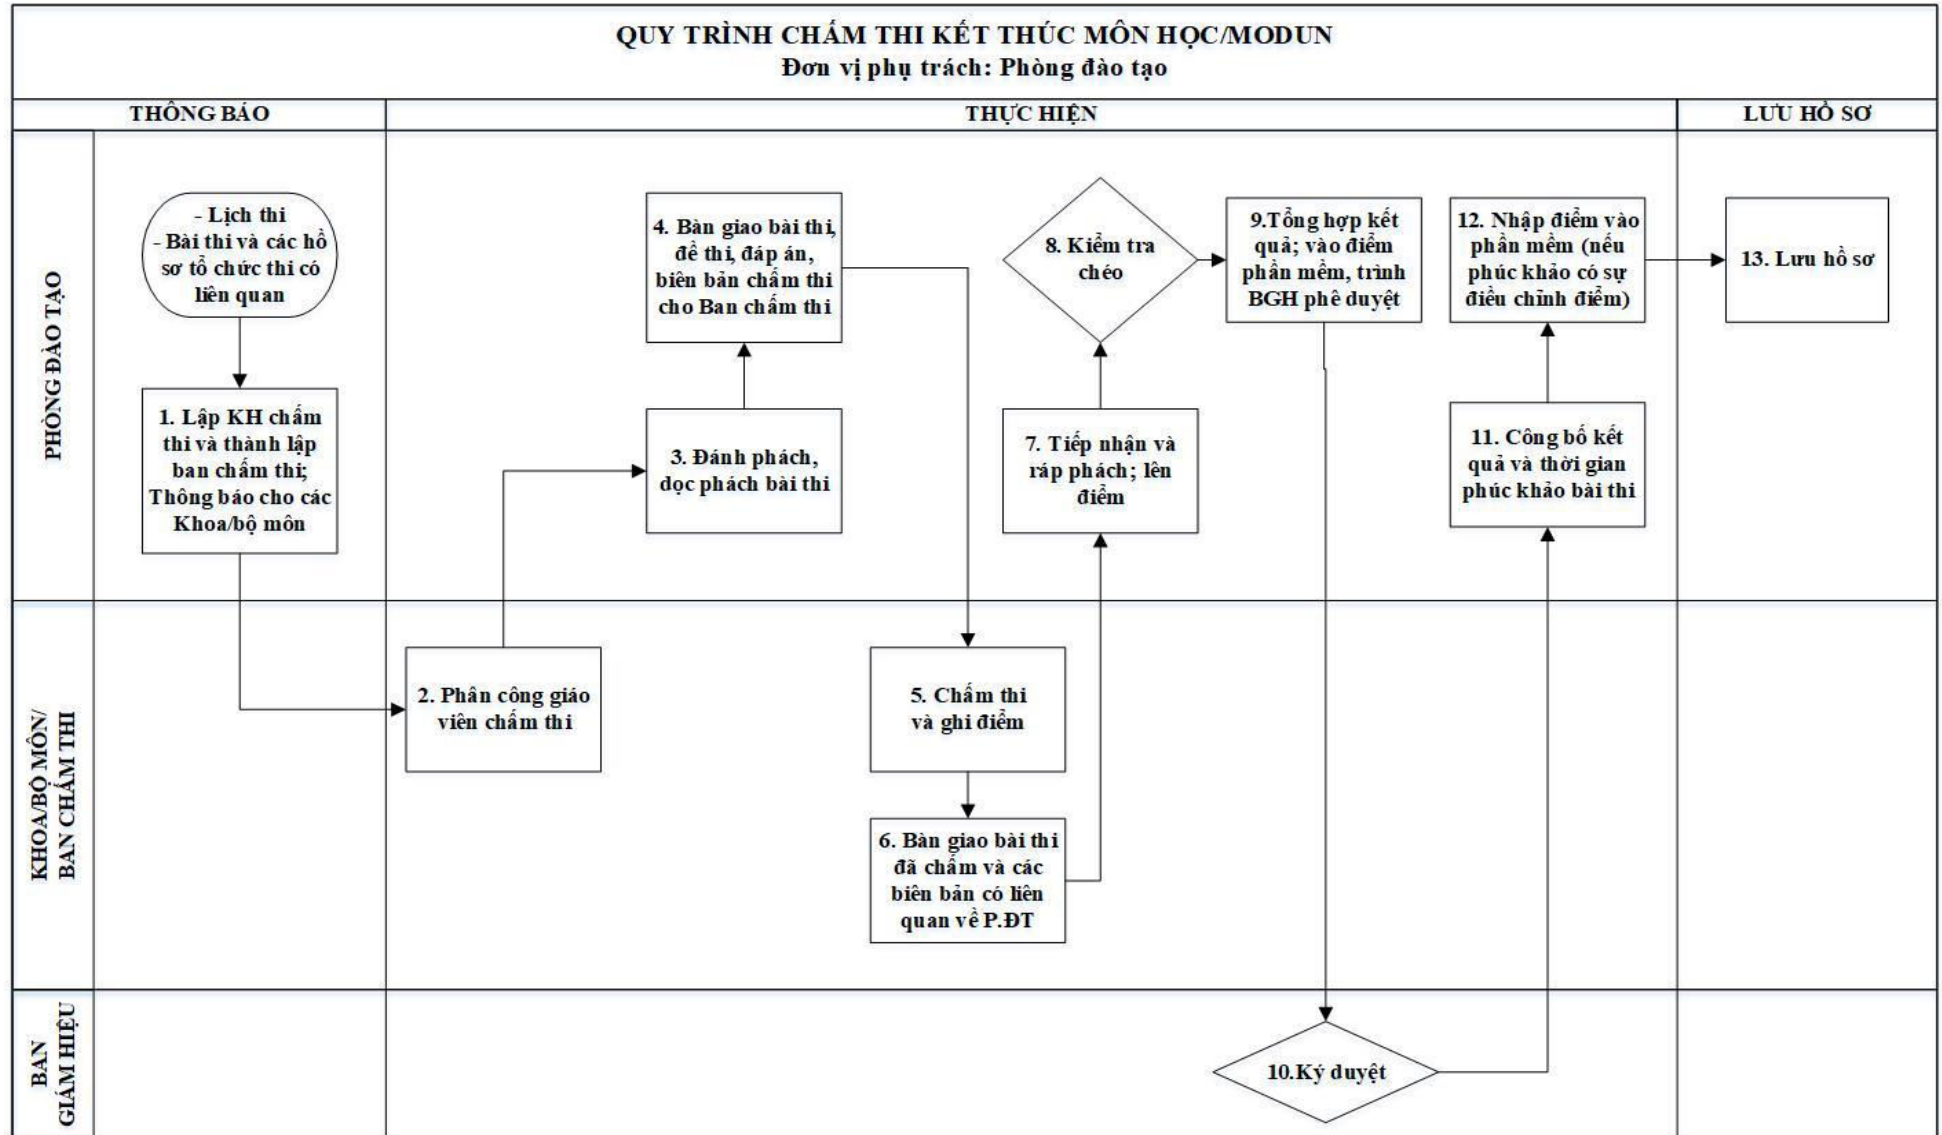 QUY TRÌNH CHẤM THI KẾT THÚC MÔN HỌC/MODUN
Đơn vị phụ trách: Phòng đào tạo
THÔNG BÁO
THỰC HIỆN
LƯU HỒ SƠ
PHÒNG ĐÀO TẠO
- Lịch thi
- Bài thi và các hồ
sơ tổ chức thi có
liên quan
1. Lập KH chấm
thi và thành lập
ban chấm thi;
Thông báo cho các
Khoa/bộ môn
4. Bàn giao bài thi,
đề thi, đáp án,
biên bản chấm thi
cho Ban chấm thi
3. Đánh phách,
dọc phách bài thi
8. Kiểm tra
chéo
7. Tiếp nhận và
ráp phách; lên
điểm
9.Tổng hợp kết
quả; vào điểm
phần mềm, trình
BGH phê duyệt
12. Nhập điểm vào
phần mềm (nếu
phúc khảo có sự
điều chỉnh điểm)
11. Công bố kết
quả và thời gian
phúc khảo bài thi
13. Lưu hồ sơ
KHOA/BỘ MÔN/
BAN CHẤM THI
2. Phân công giáo
viên chấm thi
5. Chấm thi
và ghi điểm
6. Bàn giao bài thi
đã chấm và các
biên bản có liên
quan về P.ĐT
BAN
GIÁM HIỆU
10.Ký duyệt